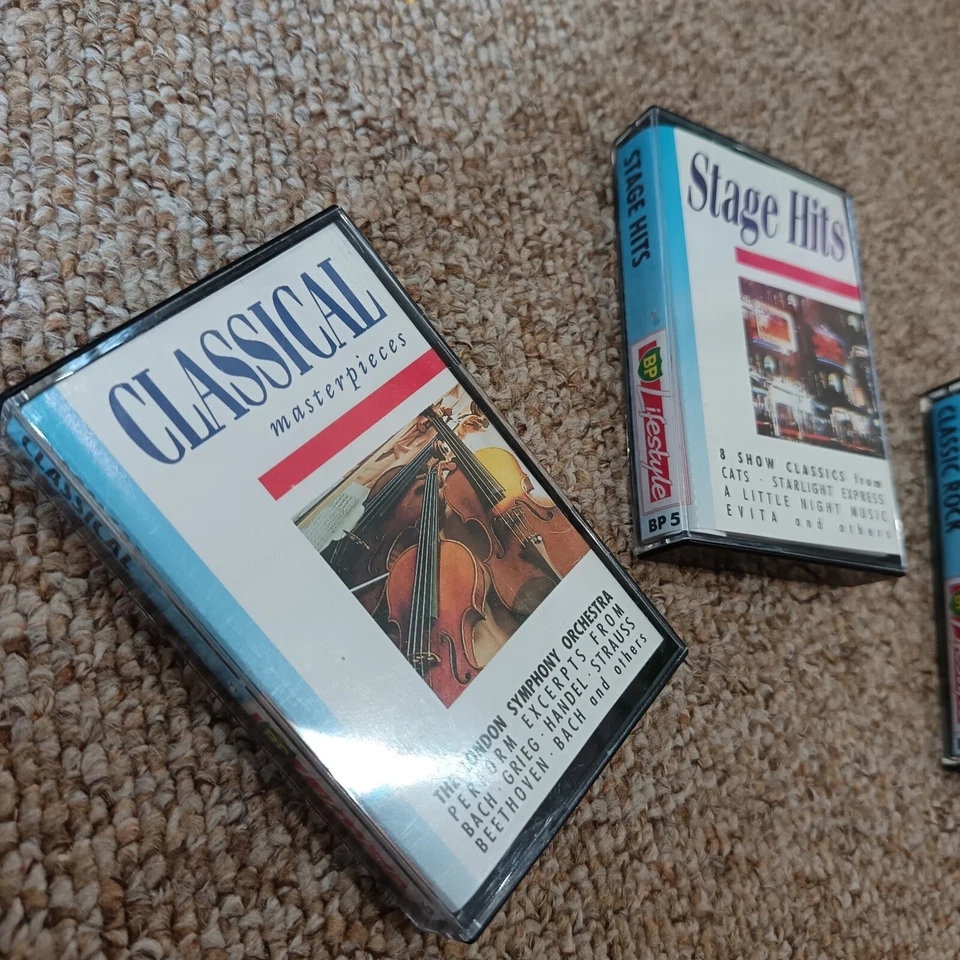 CLASSICAL
masterpieces
THE LONDON SYMPHONY ORCHESTRA
PERFORM EXCERPTS FROM
BACH · GRIEG · HANDEL · STRAUSS
BEETHOVEN · BACH and others
CLASSICAL
STAGE HITS
BP
lifestyle
BP 5
Stage Hits
8 SHOW CLASSICS from
CATS · STARLIGHT EXPRESS
A LITTLE NIGHT MUSIC
EVITA and others
CLASSIC ROCK